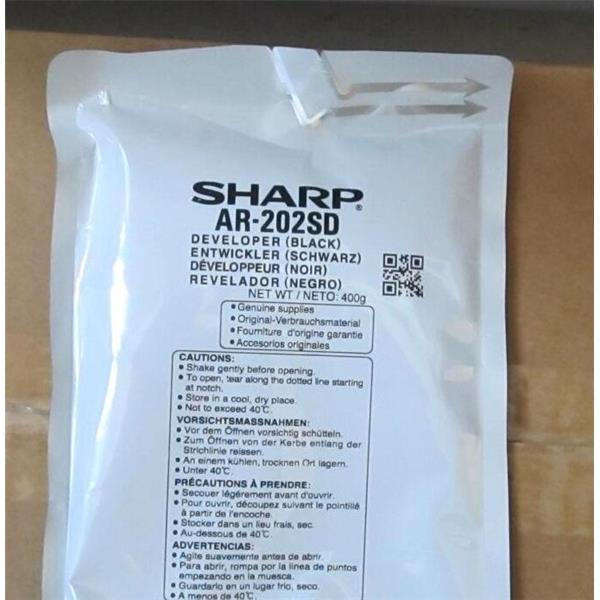 SHARP®
AR-202SD
DEVELOPER (BLACK)
ENTWICKLER (SCHWARZ)
DÉVELOPPEUR (NOIR)
REVELADOR (NEGRO)
NET WT / NETO: 400g
• Genuine supplies
• Original-Verbrauchsmaterial
• Fourniture d'origine garantie
• Accesorios originales
CAUTIONS:
• Shake gently before opening.
• To open, tear along the dotted line starting
at notch.
• Store in a cool, dry place.
• Not to exceed 40℃.
VORSICHTSMASSNAHMEN:
• Vor dem Öffnen vorsichtig schütteln.
• Zum Öffnen von der Kerbe entlang der
Strichlinie reissen.
• An einem kühlen, trocknen Ort lagern.
• Unter 40℃.
PRÉCAUTIONS À PRENDRE:
• Secouer légérement avant d'ouvrir.
• Pour ouvrir, découpez suivant le pointillé
à partir de l'encoche.
• Stocker dans un lieu frais, sec.
• Au-dessous de 40℃.
ADVERTENCIAS:
• Agite suavemente antes de abrir.
• Para abrir, rompa por la linea de puntos
empezando en la muesca.
• Guardarlo en un lugar frio, seco.
• A menos de 40℃.